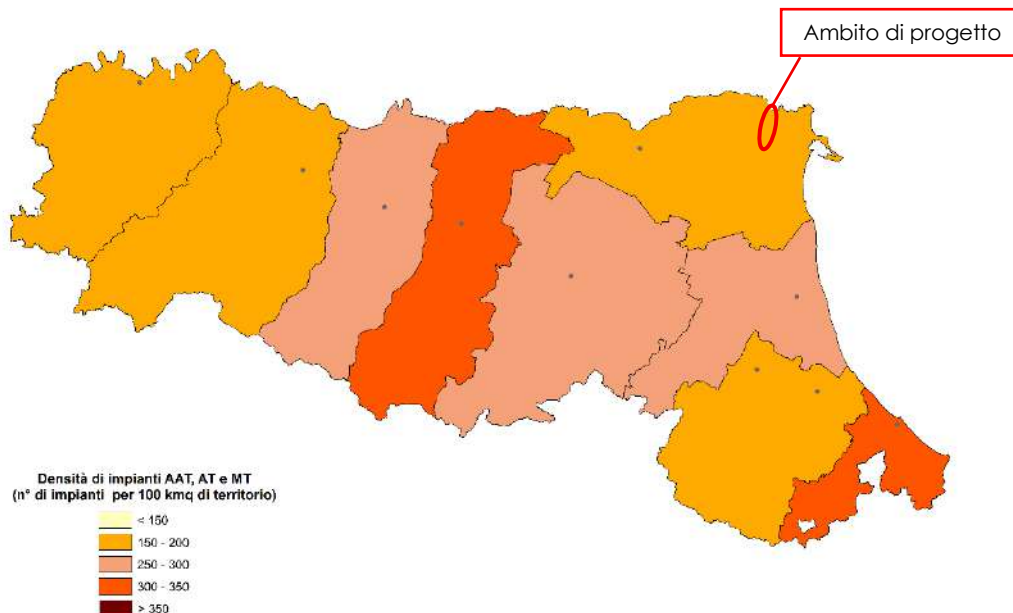 Ambito di progetto
Densità di impianti AAT, AT e MT
(n° di impianti per 100 kmq di territorio)
< 150
150 - 200
250 - 300
300 - 350
> 350